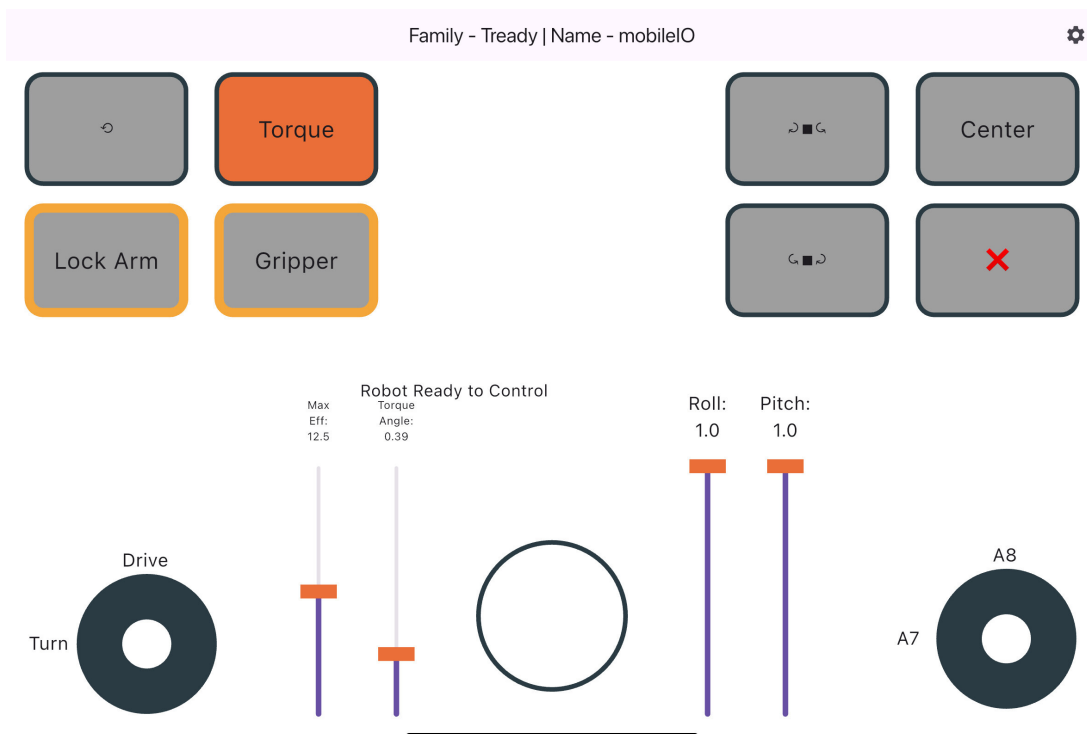 Family - Tready | Name - mobileIO
⟲
Torque
⤾■⤿
Center
Lock Arm
Gripper
⤿■⤾
❌
Robot Ready to Control
Max
Eff:
12.5
Torque
Angle:
0.39
Roll:
1.0
Pitch:
1.0
Drive
Turn
A8
A7